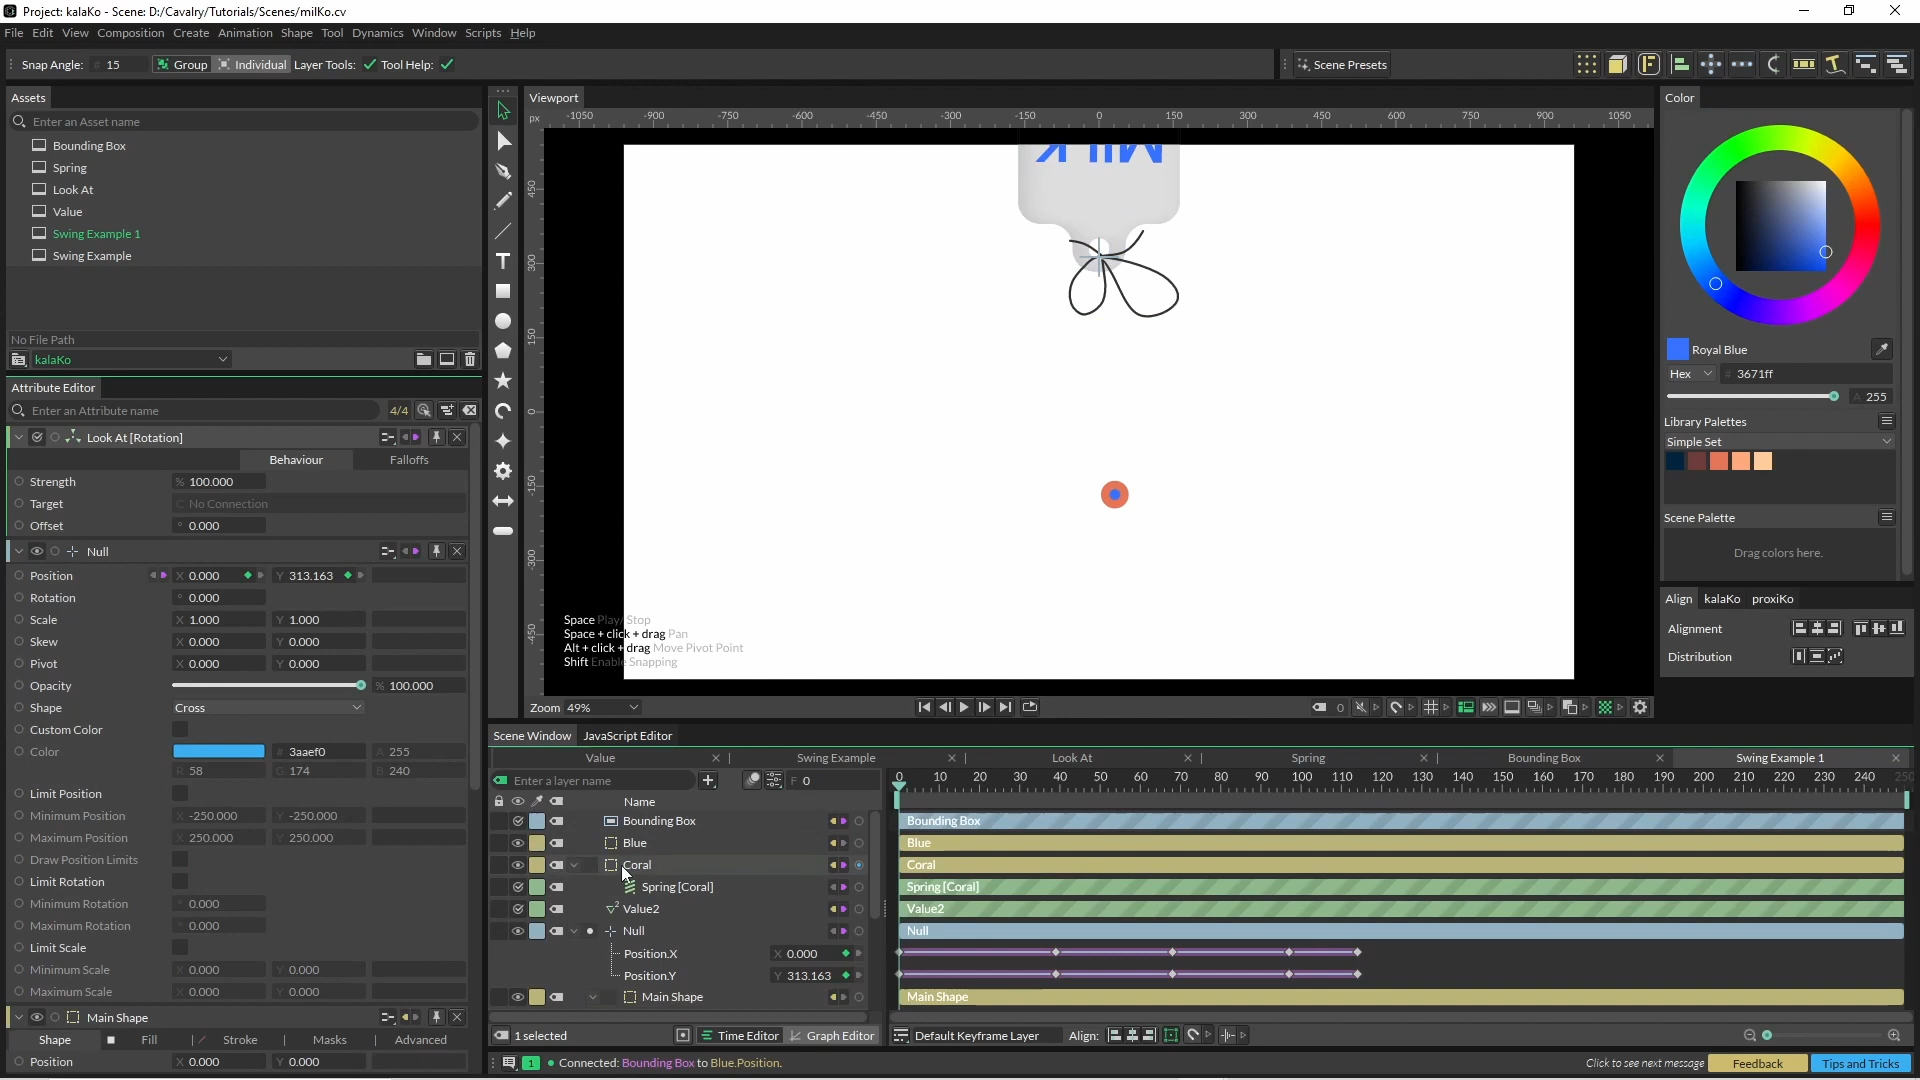 Project: kalaKo - Scene: D:/Cavalry/Tutorials/Scenes/milKo.cv
File Edit View Composition Create Animation Shape Tool Dynamics Window Scripts Help
Snap Angle: 15 Group Individual Layer Tools: Tool Help: Scene Presets
Assets
Enter an Asset name
Bounding Box
Spring
Look At
Value
Swing Example 1
Swing Example
No File Path
kalaKo
Attribute Editor
Enter an Attribute name 4/4
Look At [Rotation]
Behaviour Falloffs
Strength % 100.000
Target C No Connection
Offset ° 0.000
Null
Position X 0.000 Y 313.163
Rotation ° 0.000
Scale X 1.000 Y 1.000
Skew X 0.000 Y 0.000
Pivot X 0.000 Y 0.000
Opacity % 100.000
Shape Cross
Custom Color
Color # 3aaef0 A 255
R 58 G 174 B 240
Limit Position
Minimum Position X -250.000 Y -250.000
Maximum Position X 250.000 Y 250.000
Draw Position Limits
Limit Rotation
Minimum Rotation ° 0.000
Maximum Rotation ° 0.000
Limit Scale
Minimum Scale X 0.000 Y 0.000
Maximum Scale X 0.000 Y 0.000
Main Shape
Shape Fill Stroke Masks Advanced
Position X 0.000 Y 0.000
Viewport
px -1050 -900 -750 -600 -450 -300 -150 0 150 300 450 600 750 900 1050
450
300
150
0
-150
-300
-450
MILK
Space Play/Stop
Space + click + drag Pan
Alt + click + drag Move Pivot Point
Shift Enable Snapping
Zoom 49% 0
Color
Royal Blue
Hex # 3671ff
A 255
Library Palettes
Simple Set
Scene Palette
Drag colors here.
Align kalaKo proxiKo
Alignment
Distribution
Scene Window JavaScript Editor
Value Swing Example Look At Spring Bounding Box Swing Example 1
Enter a layer name F 0
0 10 20 30 40 50 60 70 80 90 100 110 120 130 140 150 160 170 180 190 200 210 220 230 240 250
Name
Bounding Box Bounding Box
Blue Blue
Coral Coral
Spring [Coral] Spring [Coral]
Value2 Value2
Null Null
Position.X X 0.000
Position.Y Y 313.163
Main Shape Main Shape
1 selected Time Editor Graph Editor Default Keyframe Layer Align:
1 Connected: Bounding Box to Blue.Position. Click to see next message Feedback Tips and Tricks